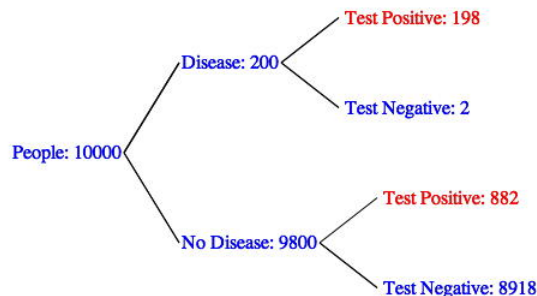 Test Positive: 198
Disease: 200
Test Negative: 2
People: 10000
Test Positive: 882
No Disease: 9800
Test Negative: 8918